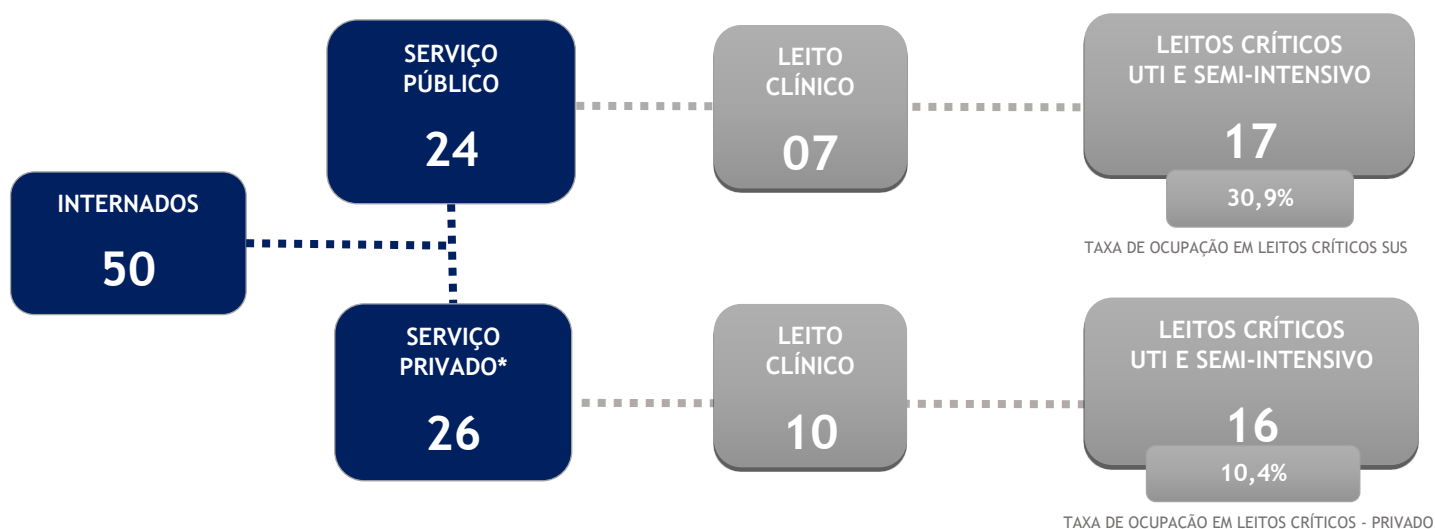 INTERNADOS
50
SERVIÇO
PÚBLICO
24
LEITO
CLÍNICO
07
LEITOS CRÍTICOS
UTI E SEMI-INTENSIVO
17
30,9%
TAXA DE OCUPAÇÃO EM LEITOS CRÍTICOS SUS
SERVIÇO
PRIVADO*
26
LEITO
CLÍNICO
10
LEITOS CRÍTICOS
UTI E SEMI-INTENSIVO
16
10,4%
TAXA DE OCUPAÇÃO EM LEITOS CRÍTICOS - PRIVADO